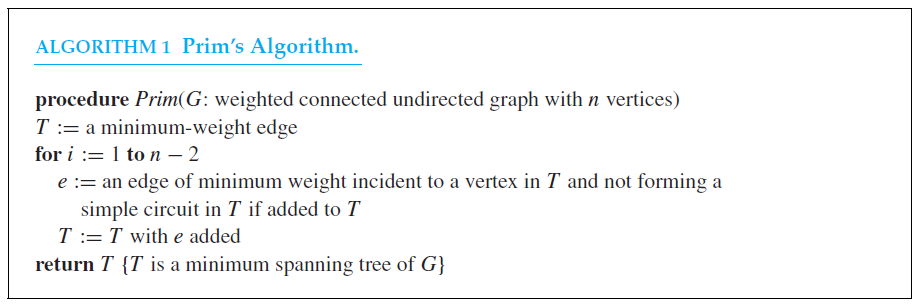 ALGORITHM 1 Prim's Algorithm.
procedure Prim(G: weighted connected undirected graph with n vertices)
T := a minimum-weight edge
for i := 1 to n − 2
e := an edge of minimum weight incident to a vertex in T and not forming a
simple circuit in T if added to T
T := T with e added
return T {T is a minimum spanning tree of G}